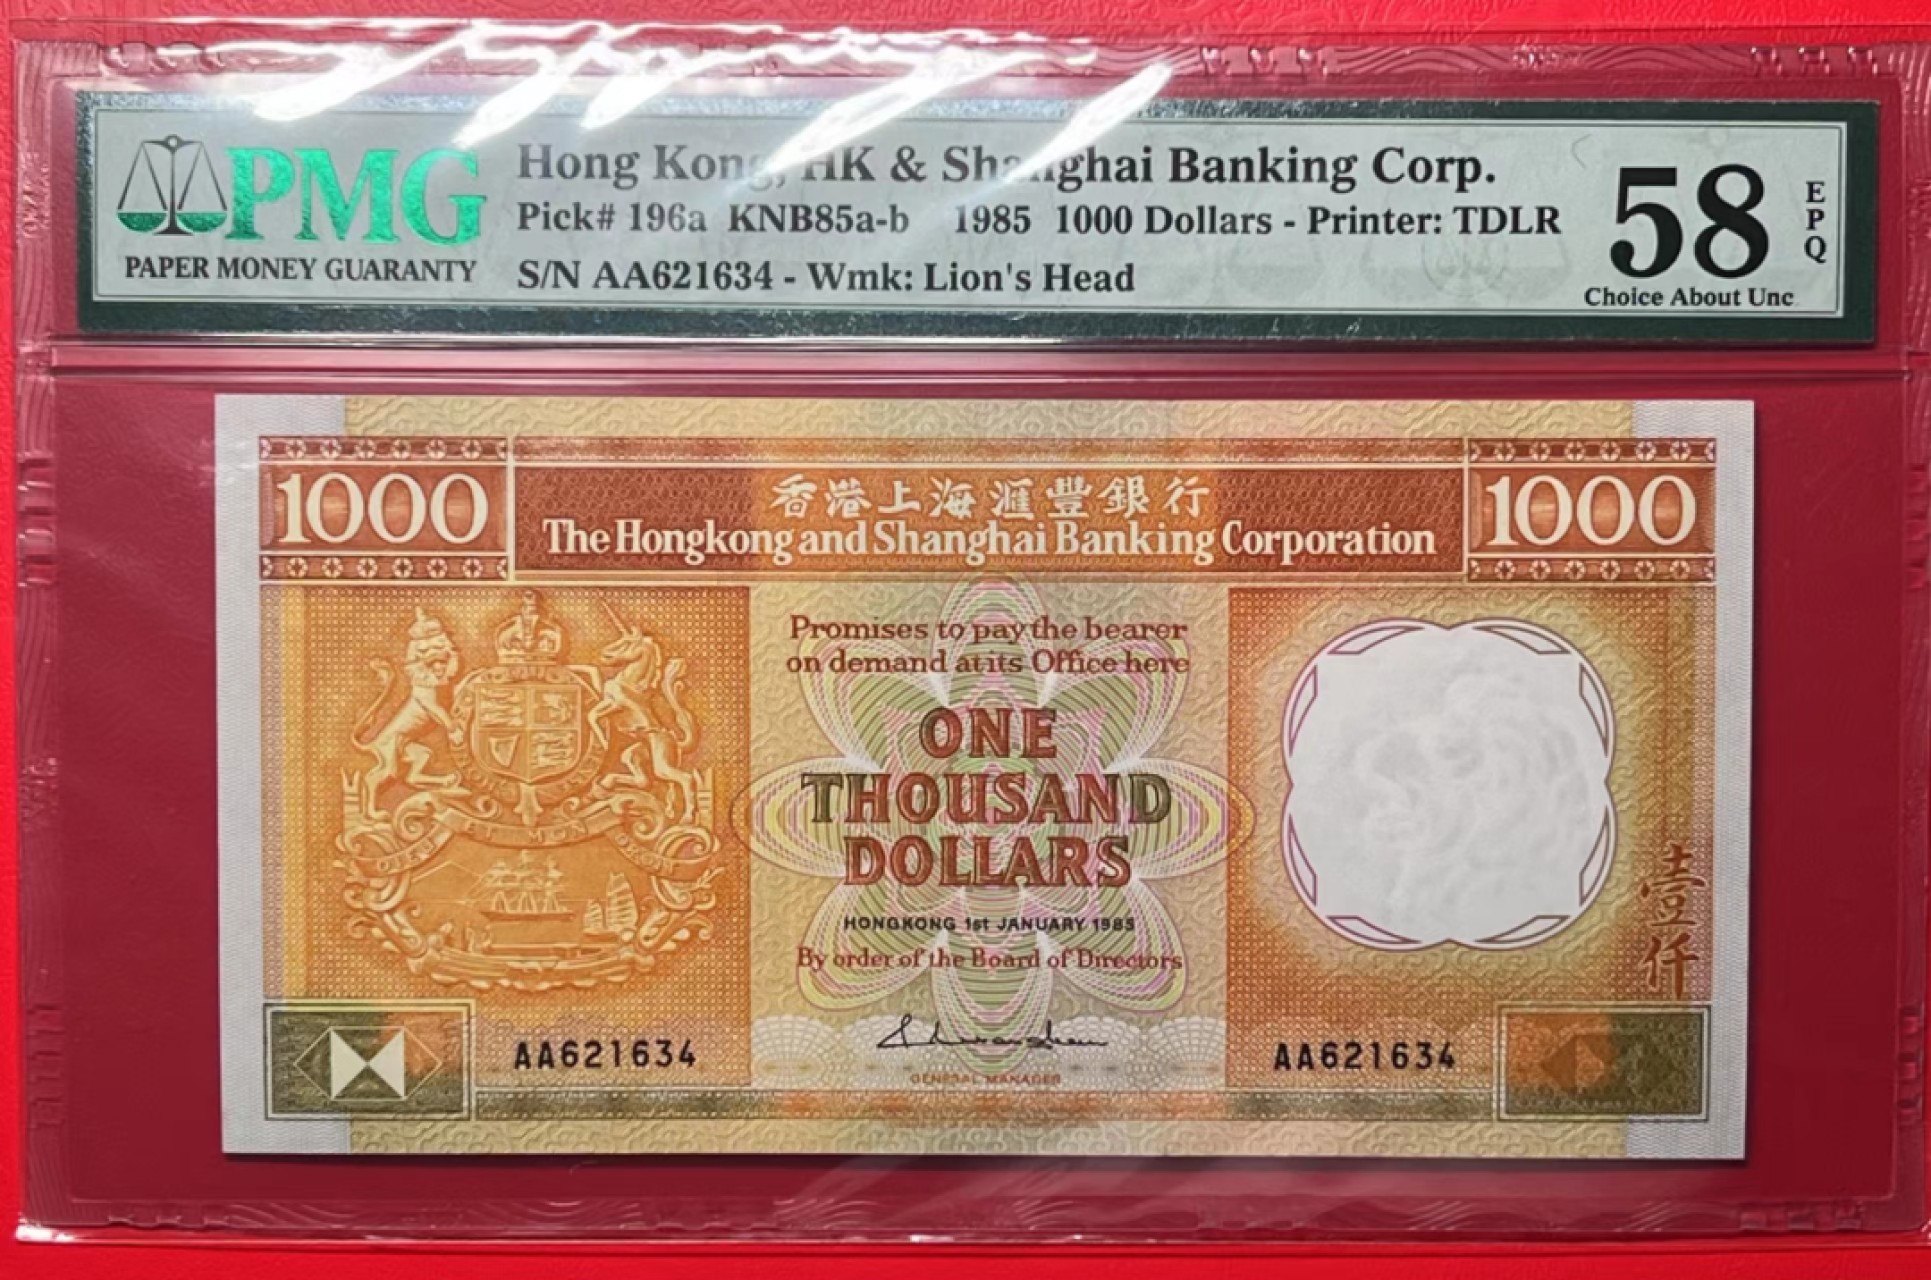 PMG
PAPER MONEY GUARANTY
Hong Kong, HK & Shanghai Banking Corp.
Pick# 196a KNB85a-b 1985 1000 Dollars - Printer: TDLR
S/N AA621634 - Wmk: Lion's Head
58
EPQ
Choice About Unc
1000
香港上海滙豐銀行
The Hongkong and Shanghai Banking Corporation
1000
Promises to pay the bearer
on demand at its Office here
ONE
THOUSAND
DOLLARS
HONGKONG 1st JANUARY 1985
By order of the Board of Directors
壹仟
AA621634
GENERAL MANAGER
AA621634